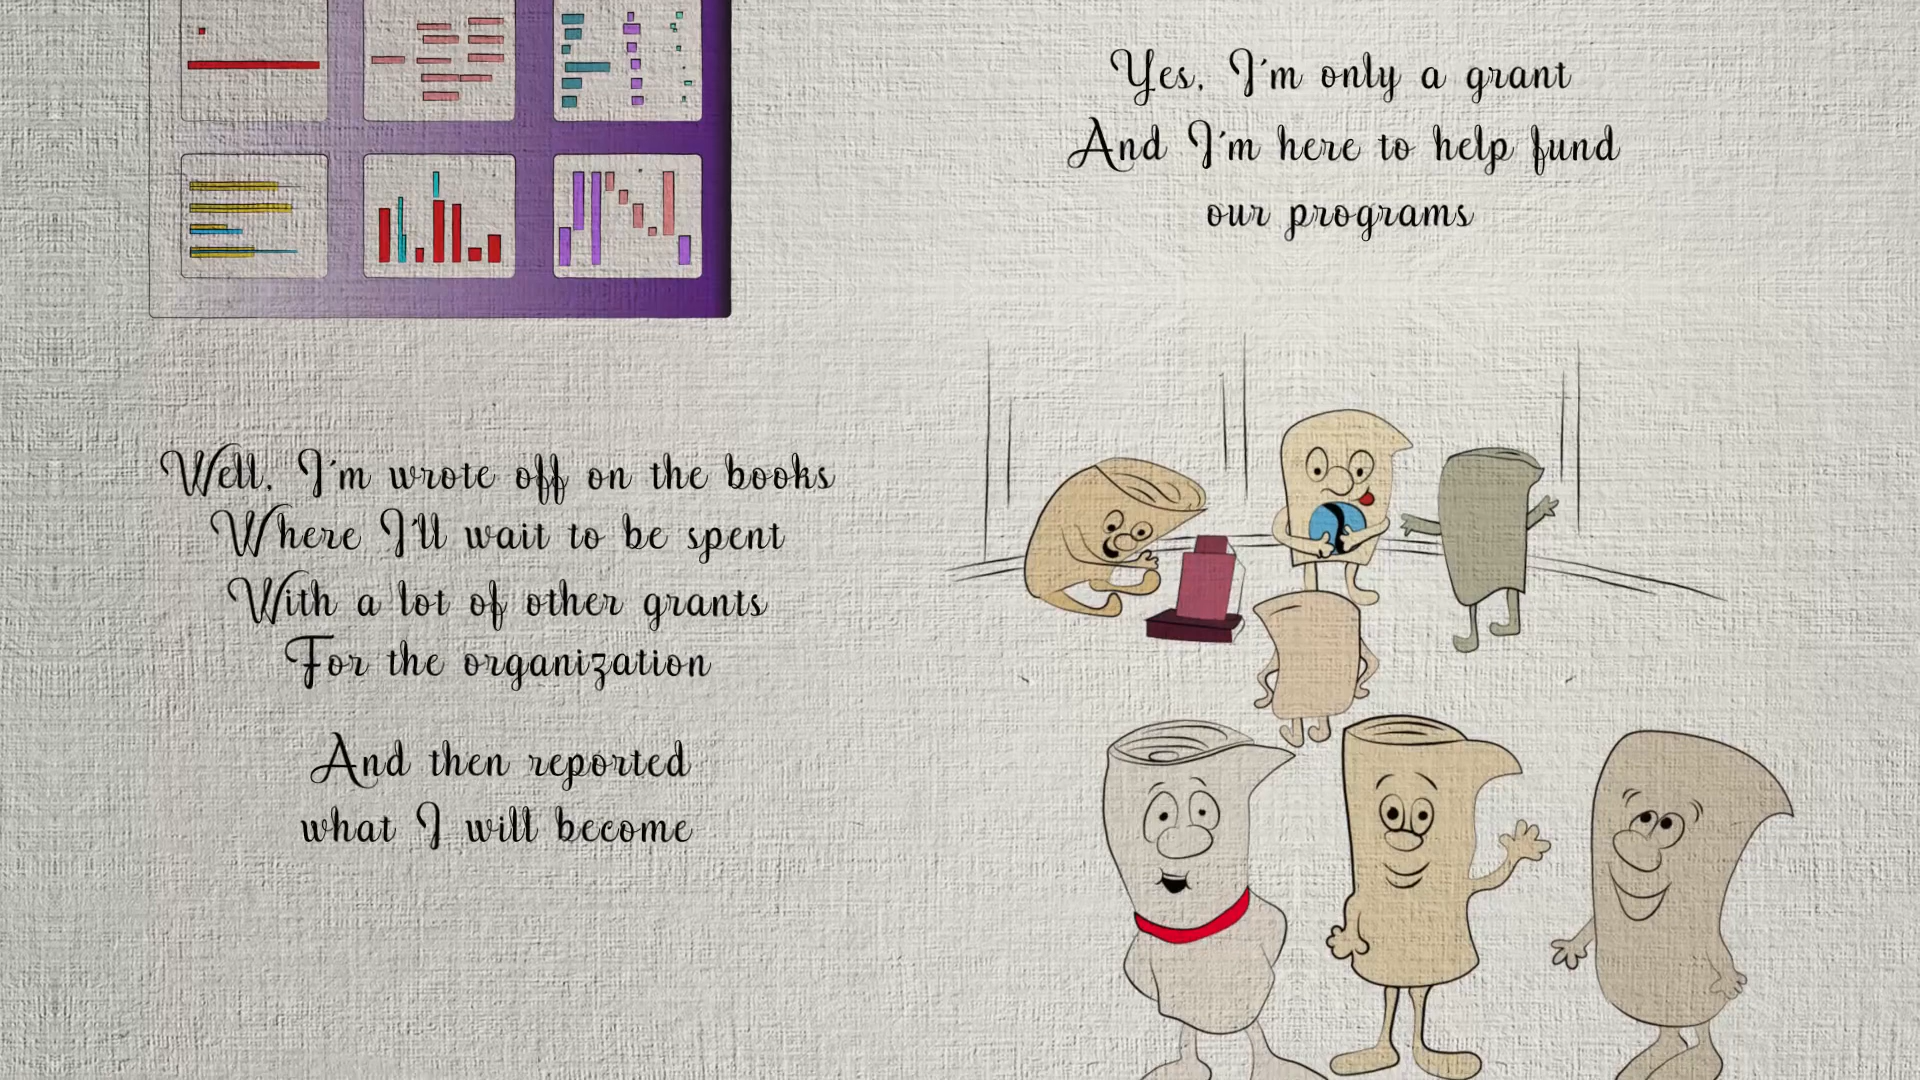 Yes, I'm only a grant
And I'm here to help fund
our programs
Well, I'm wrote off on the books
Where I'll wait to be spent
With a lot of other grants
For the organization
And then reported
what I will become